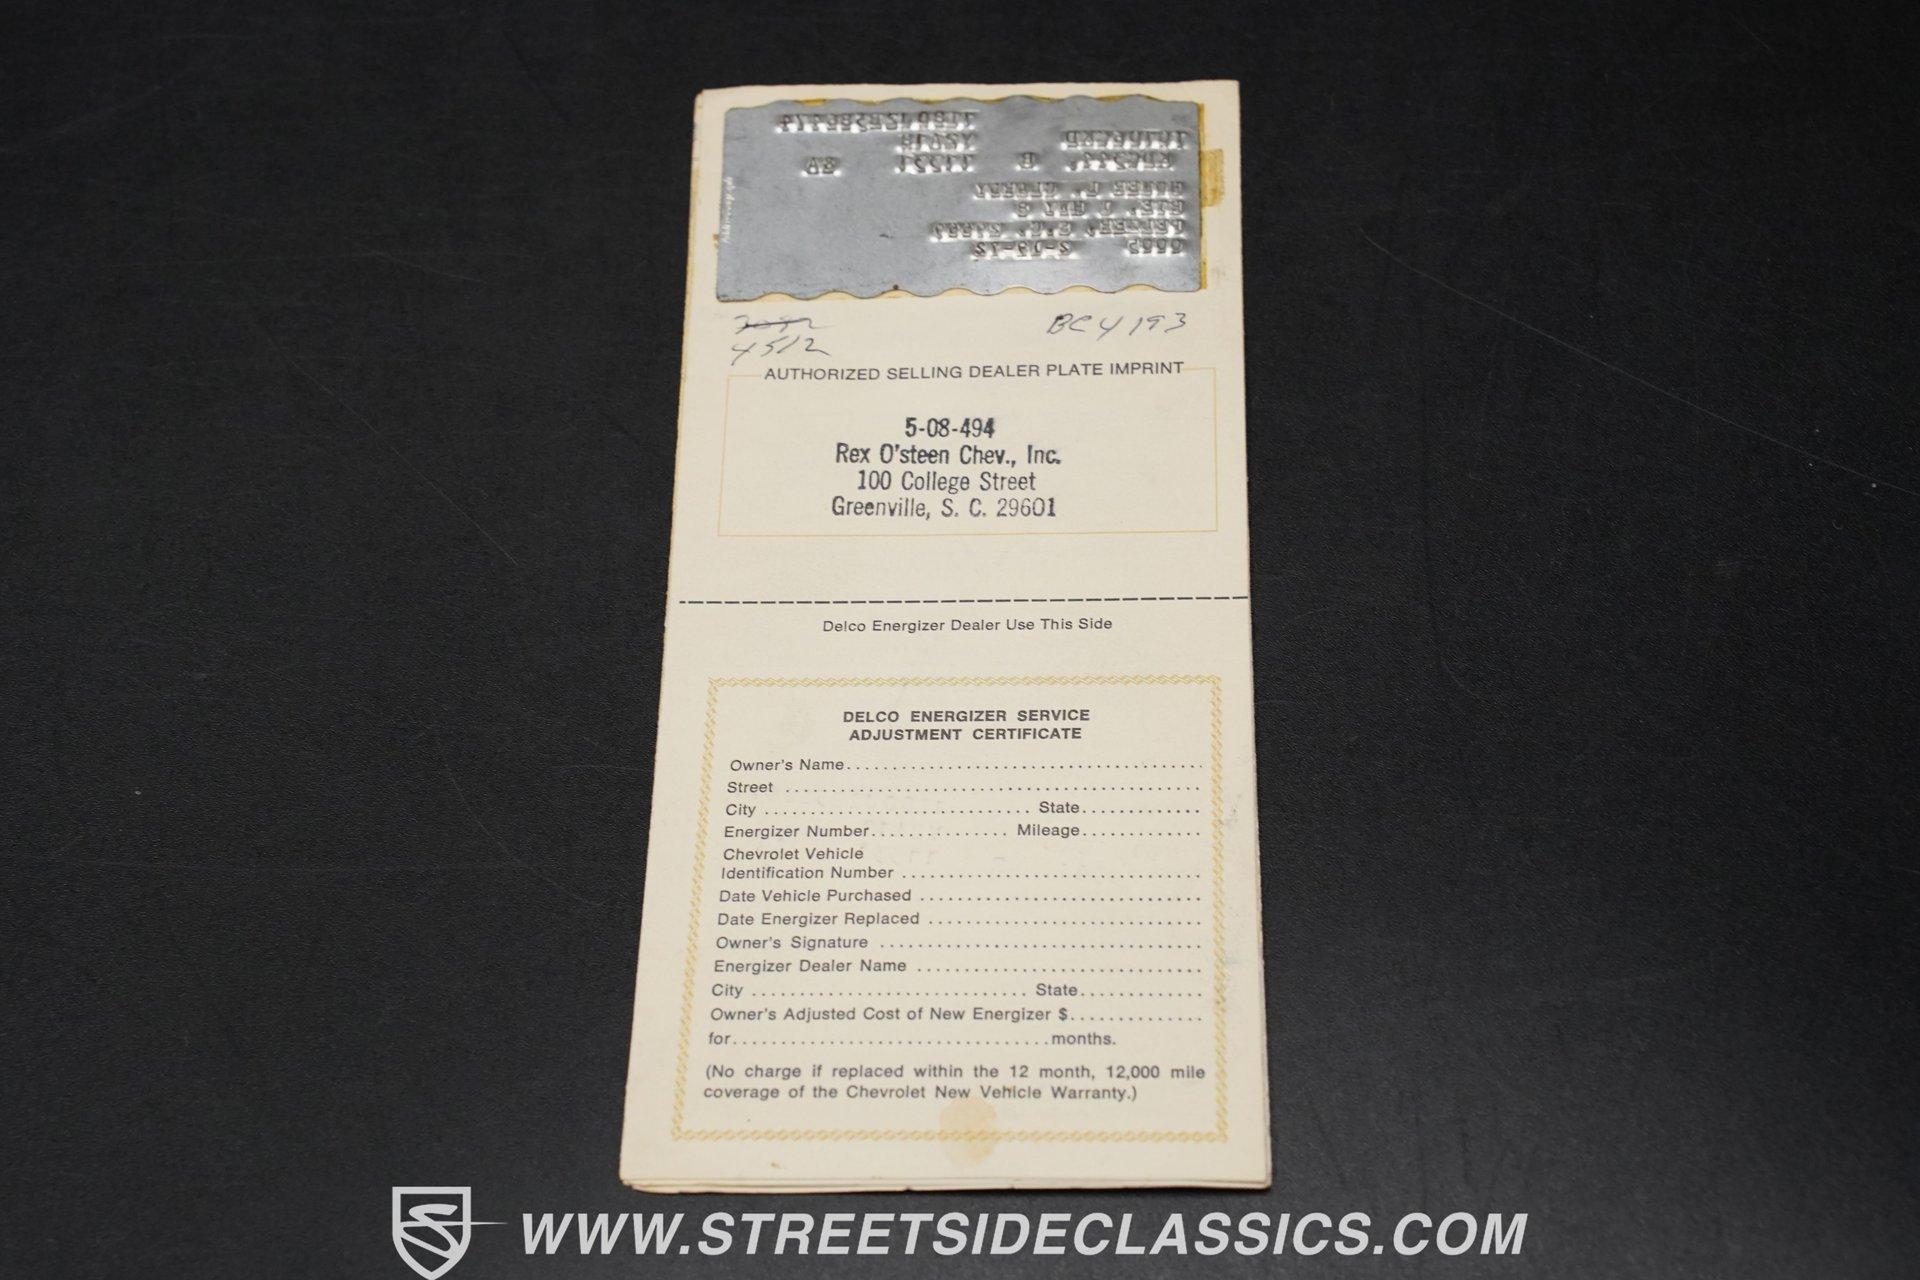 4512
BC4193
AUTHORIZED SELLING DEALER PLATE IMPRINT
5-08-494
Rex O'steen Chev., Inc.
100 College Street
Greenville, S. C. 29601
Delco Energizer Dealer Use This Side
DELCO ENERGIZER SERVICE
ADJUSTMENT CERTIFICATE
Owner's Name
Street
City State
Energizer Number Mileage
Chevrolet Vehicle
Identification Number
Date Vehicle Purchased
Date Energizer Replaced
Owner's Signature
Energizer Dealer Name
City State
Owner's Adjusted Cost of New Energizer $
for months.
(No charge if replaced within the 12 month, 12,000 mile
coverage of the Chevrolet New Vehicle Warranty.)
WWW.STREETSIDECLASSICS.COM